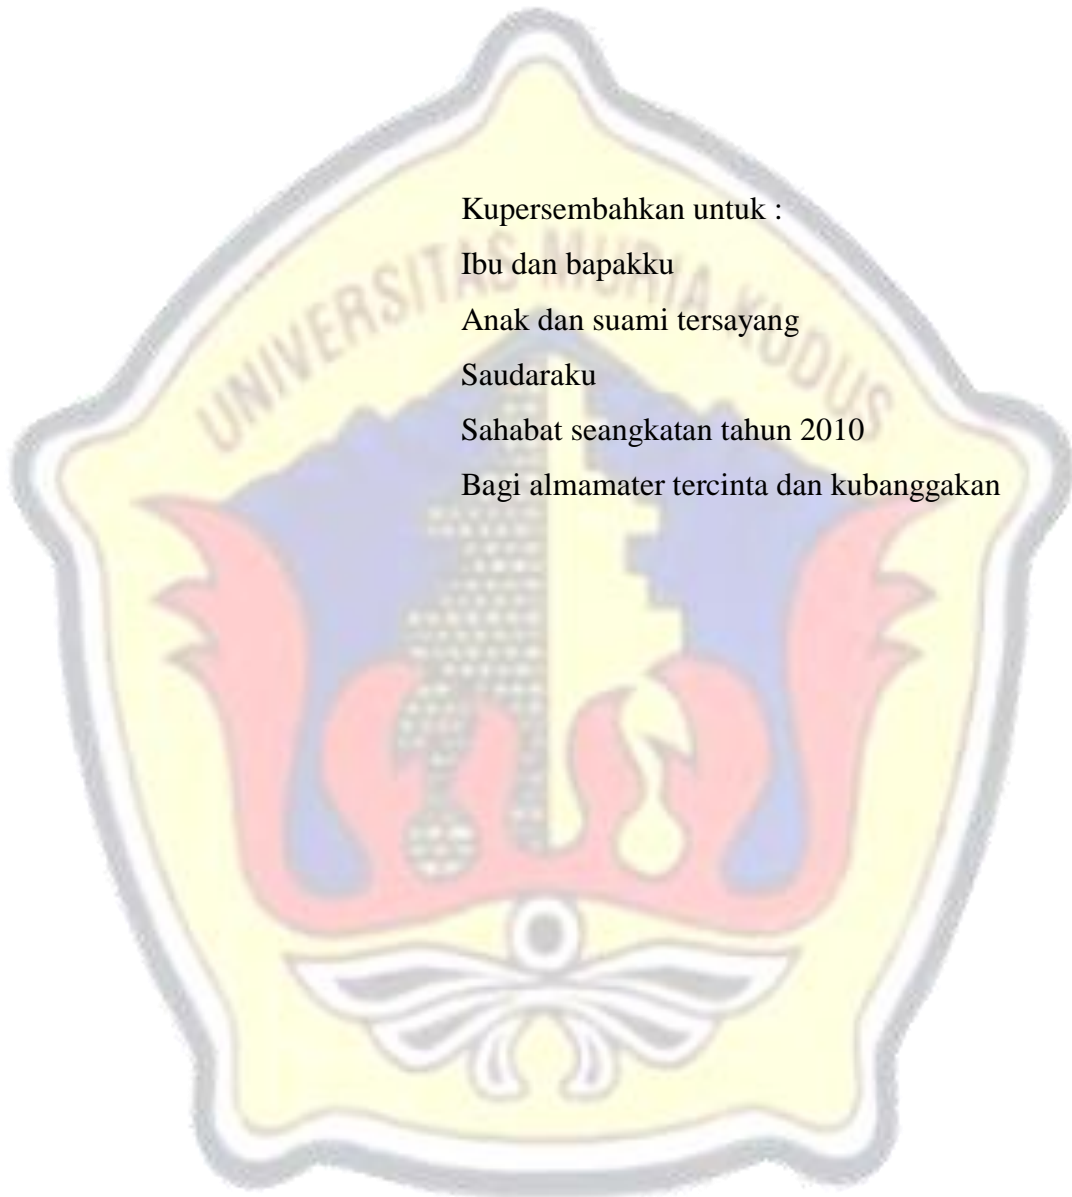 Kupersembahkan untuk :
Ibu dan bapakku
UNIVERSITAS MURIA KUDUS
Anak dan suami tersayang
Saudaraku
Sahabat seangkatan tahun 2010
Bagi almamater tercinta dan kubanggakan